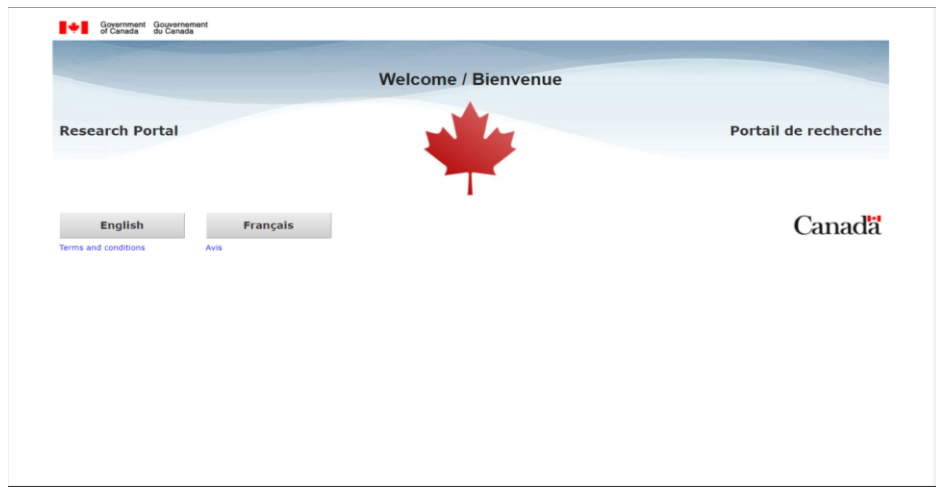 Government of Canada
Gouvernement du Canada
Welcome / Bienvenue
Research Portal
Portail de recherche
English
Français
Canada
Terms and conditions
Avis